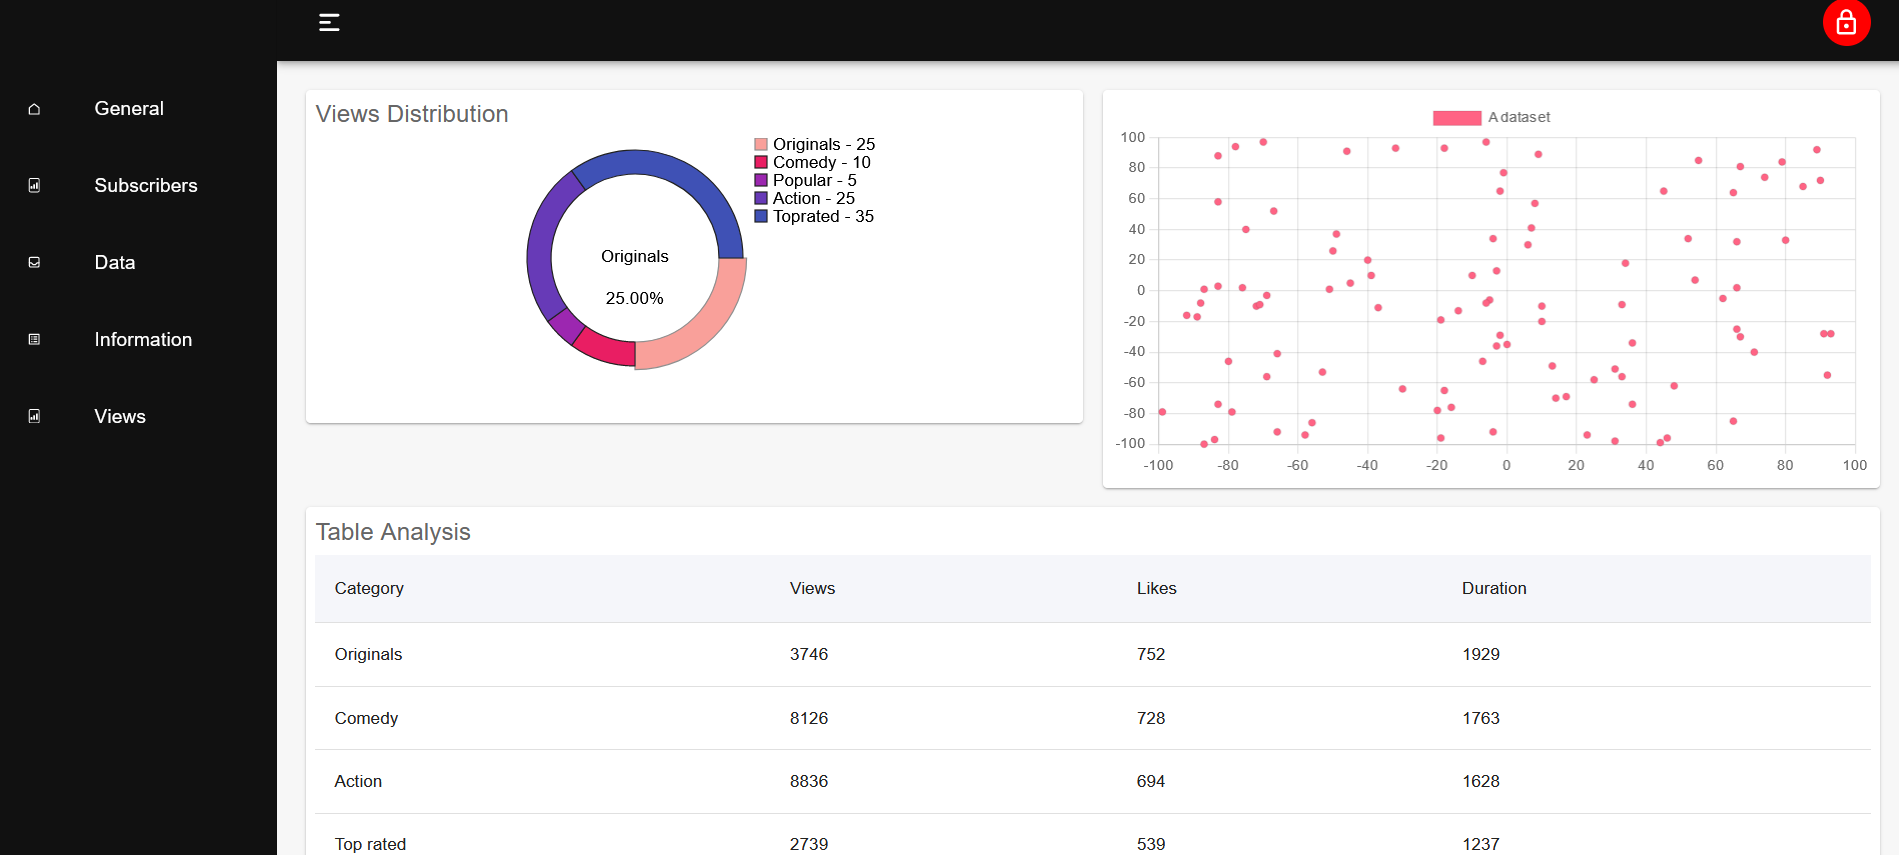 General
Subscribers
Data
Information
Views
Views Distribution
Originals - 25
Comedy - 10
Popular - 5
Action - 25
Toprated - 35
Originals
25.00%
A dataset
100
80
60
40
20
0
-20
-40
-60
-80
-100
-100 -80 -60 -40 -20 0 20 40 60 80 100
Table Analysis
Category Views Likes Duration
Originals 3746 752 1929
Comedy 8126 728 1763
Action 8836 694 1628
Top rated 2739 539 1237